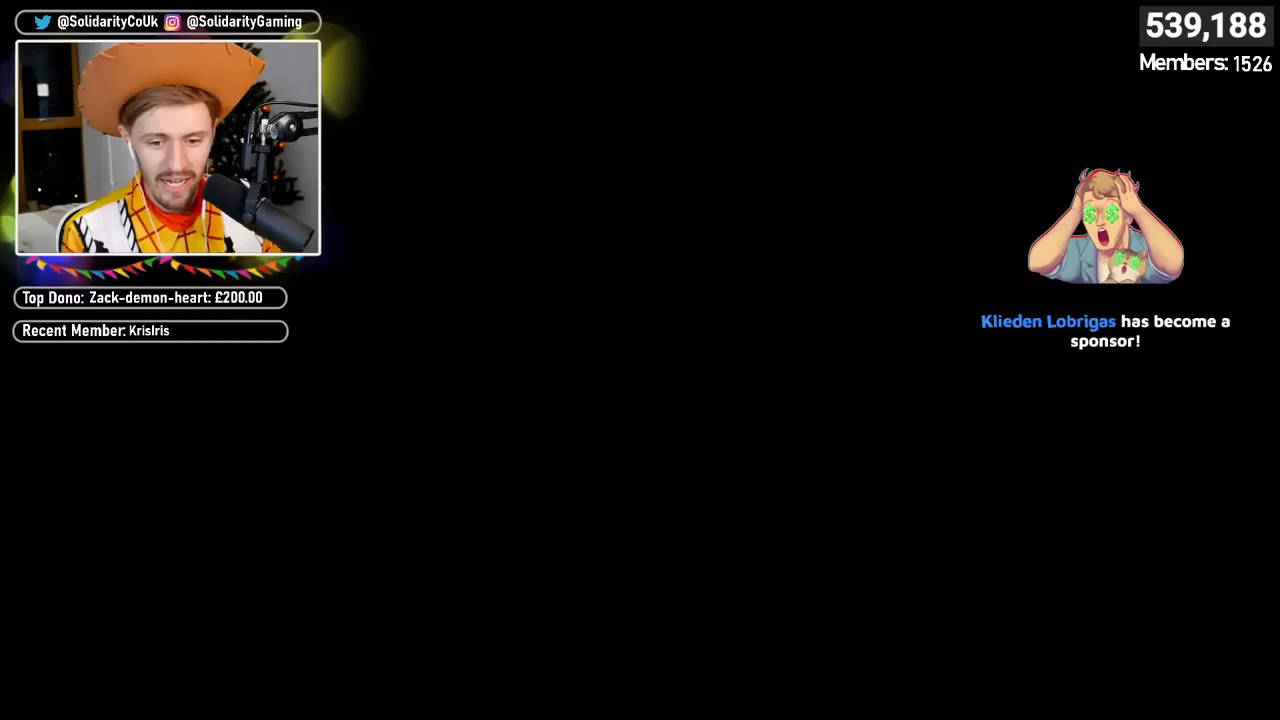 @SolidarityCoUk @SolidarityGaming
539,188
Members: 1526
Klieden Lobrigas has become a
sponsor!
Top Dono: Zack-demon-heart: £200.00
Recent Member: KrisIris